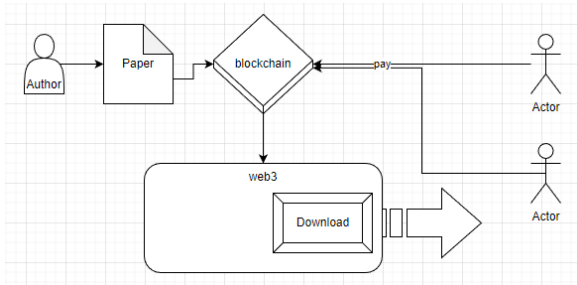 Author
Paper
blockchain
pay
Actor
Actor
web3
Download